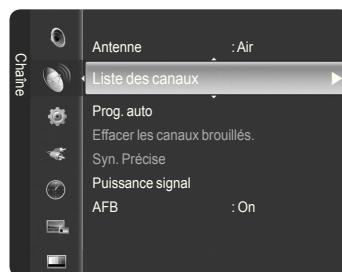 Chaîne
Antenne : Air
Liste des canaux
Prog. auto
Effacer les canaux brouillés.
Syn. Précise
Puissance signal
AFB : On